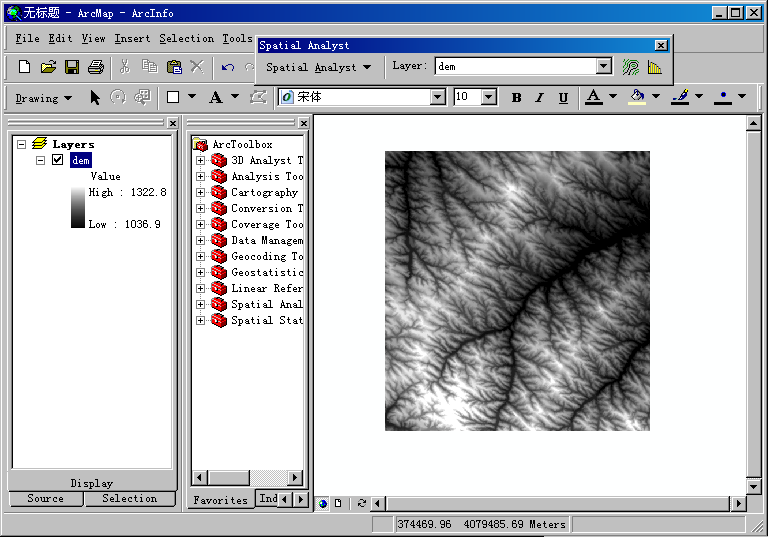 无标题 - ArcMap - ArcInfo
File Edit View Insert Selection Tools
Spatial Analyst
Spatial Analyst Layer: dem
Drawing A 宋体 10 B I U A
Layers
dem
Value
High : 1322.8
Low : 1036.9
Display
Source Selection
ArcToolbox
3D Analyst T
Analysis Too
Cartography
Conversion T
Coverage Too
Data Managem
Geocoding To
Geostatistic
Linear Refer
Spatial Anal
Spatial Stat
Favorites Ind
374469.96 4079485.69 Meters